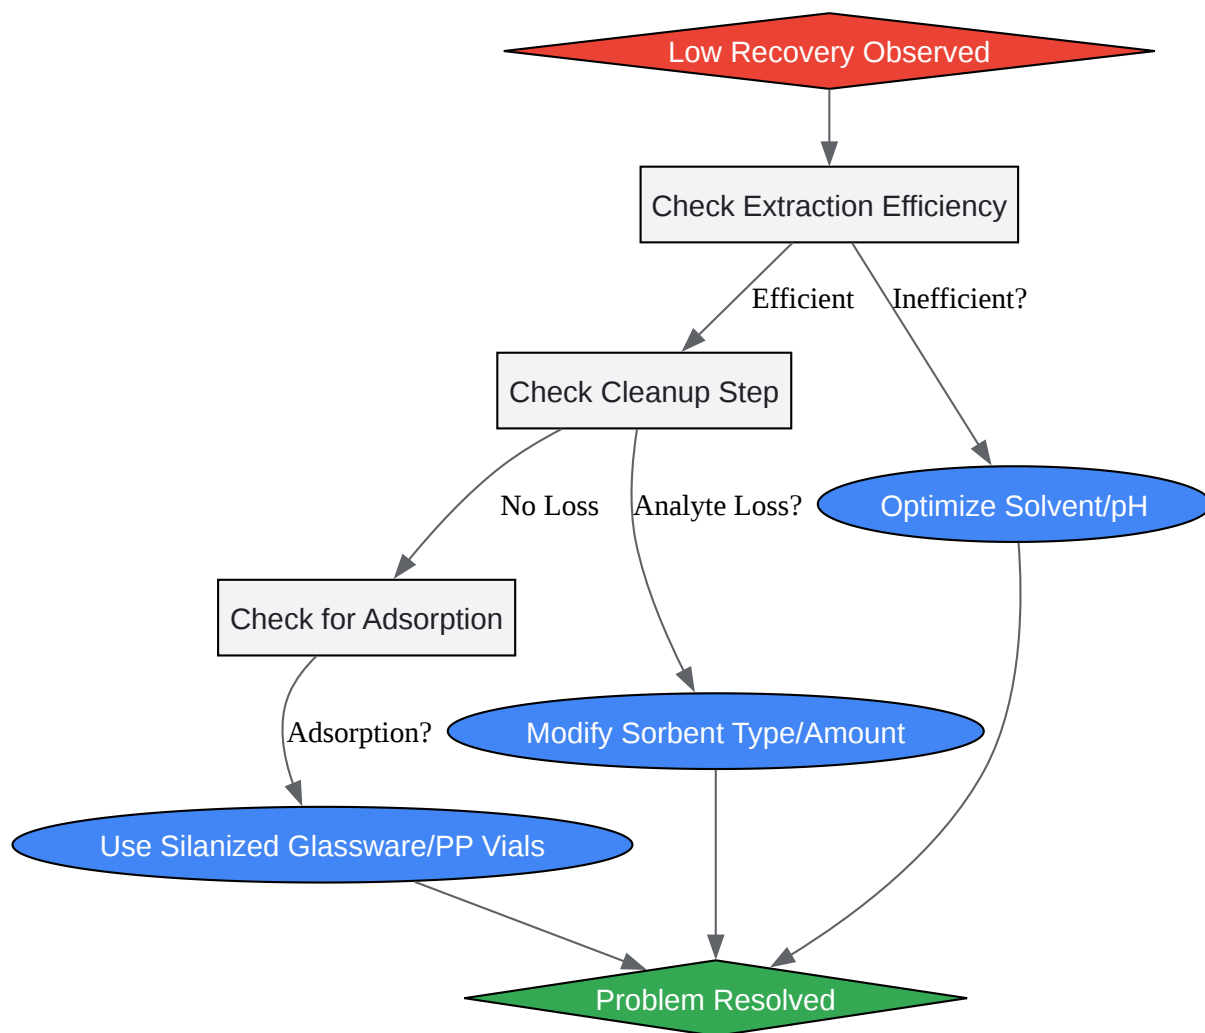 Low Recovery Observed
Check Extraction Efficiency
Efficient
Inefficient?
Check Cleanup Step
No Loss
Analyte Loss?
Optimize Solvent/pH
Check for Adsorption
Adsorption?
Modify Sorbent Type/Amount
Use Silanized Glassware/PP Vials
Problem Resolved